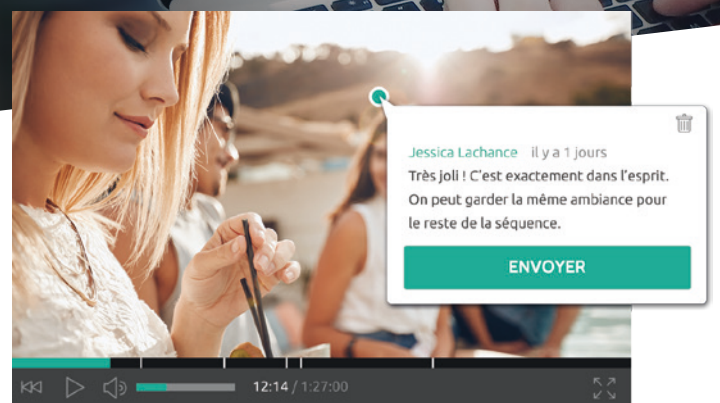 Jessica Lachance il y a 1 jours
Très joli ! C'est exactement dans l'esprit.
On peut garder la même ambiance pour
le reste de la séquence.
ENVOYER
12:14 / 1:27:00